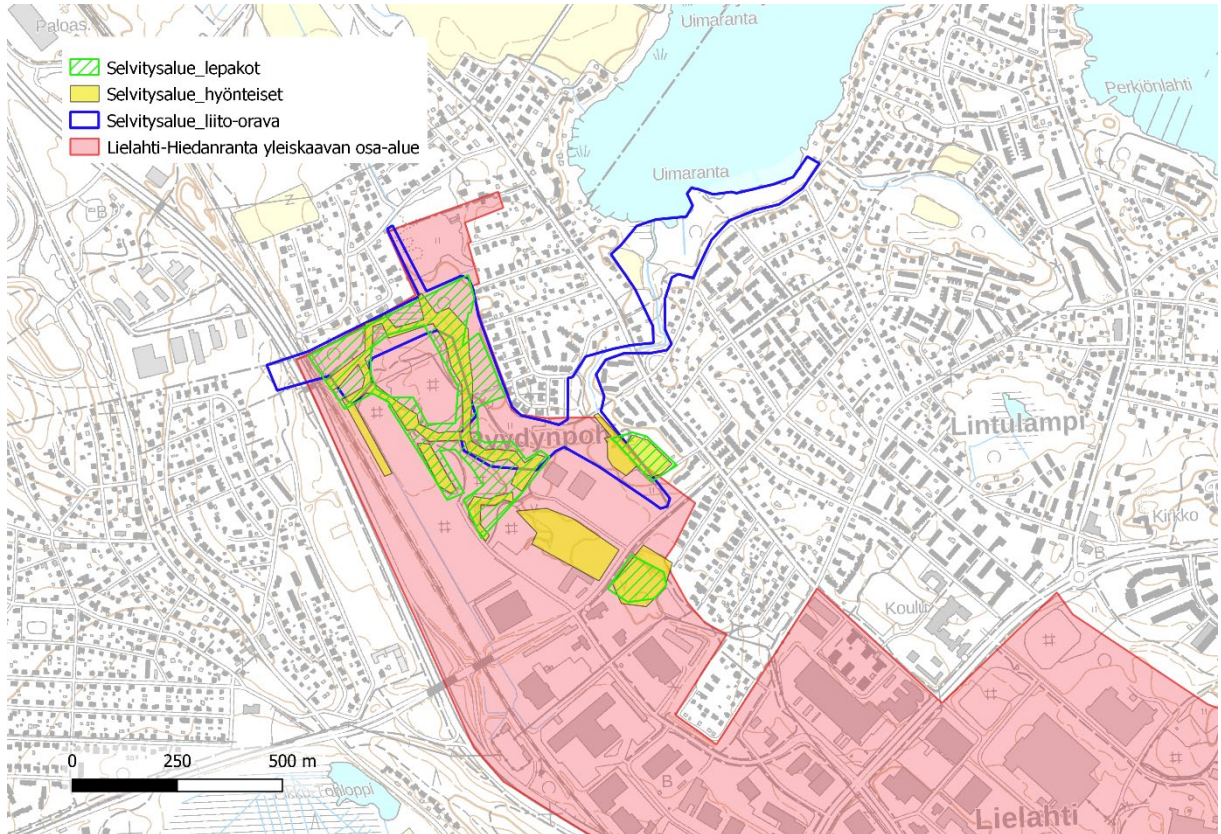 Paloas.
Uimaranta
Selvitysalue_lepakot
Selvitysalue_hyönteiset
Selvitysalue_liito-orava
Lielahti-Hiedanranta yleiskaavan osa-alue
Perkiönlahti
Uimaranta
B
Lintulampi
Kirkko
B
Koulu
0 250 500 m
B
Lielahti